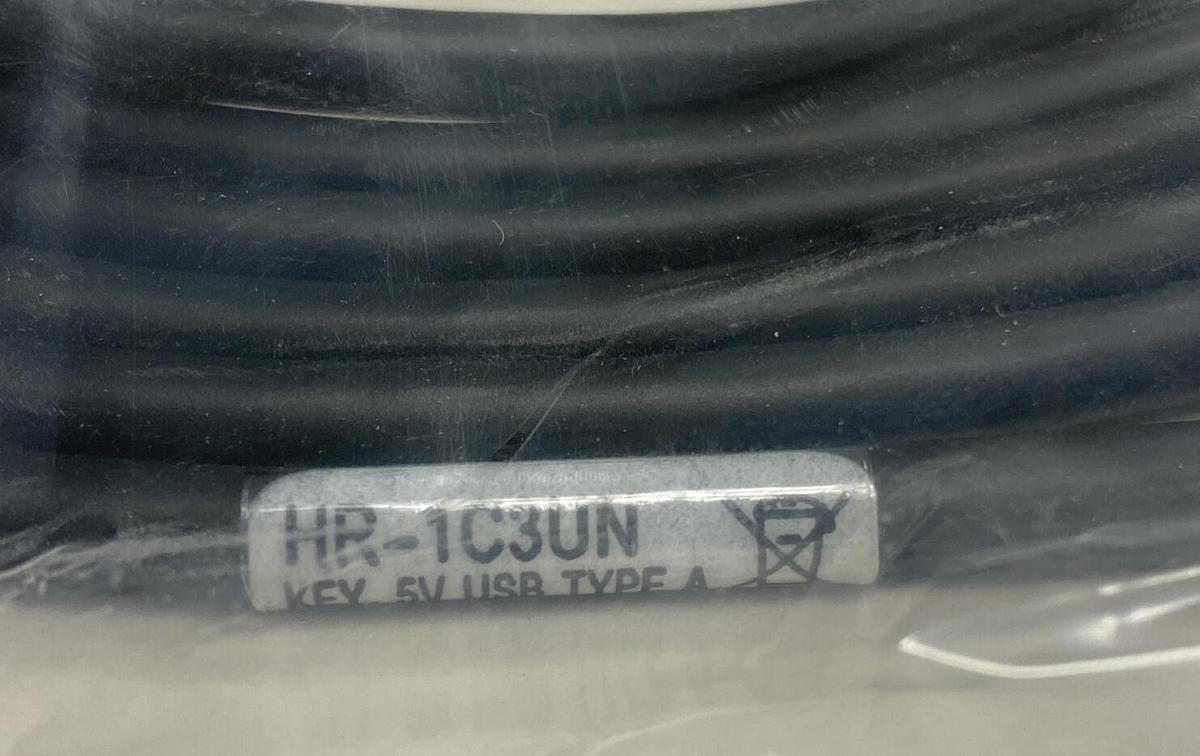 HR-1C3UN
KEY, 5V USB TYPE A